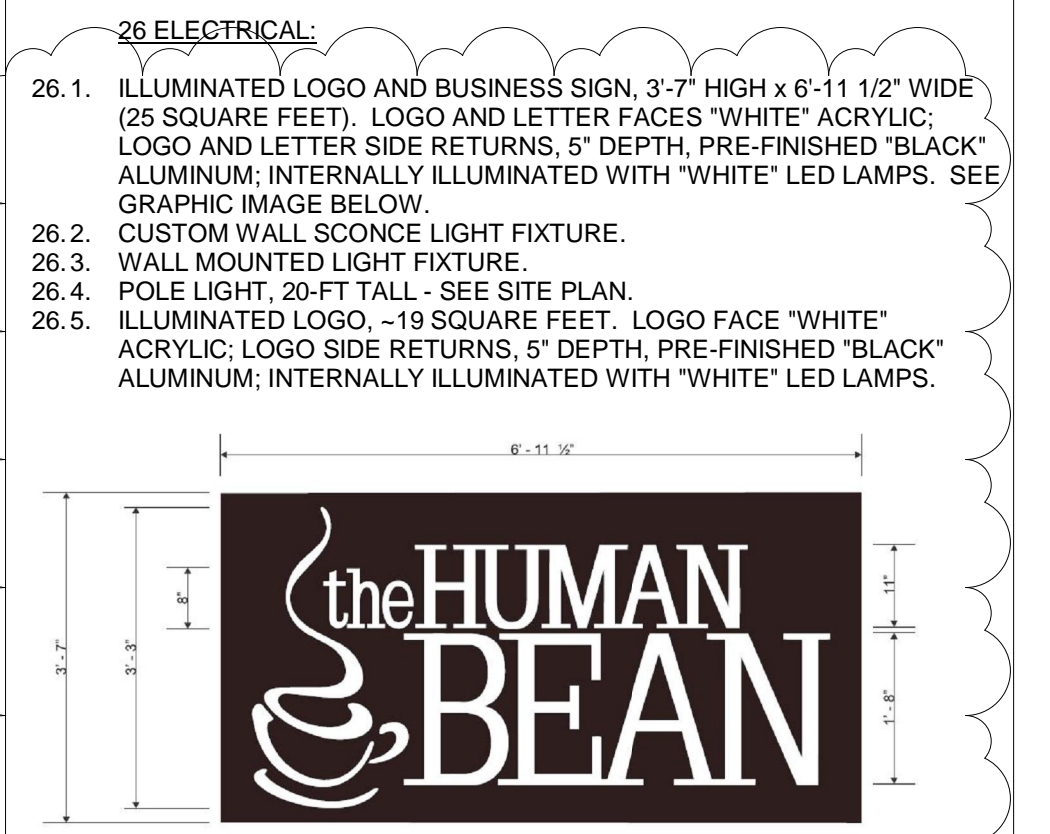 26 ELECTRICAL:
26.1. ILLUMINATED LOGO AND BUSINESS SIGN, 3'-7" HIGH x 6'-11 1/2" WIDE
(25 SQUARE FEET). LOGO AND LETTER FACES "WHITE" ACRYLIC;
LOGO AND LETTER SIDE RETURNS, 5" DEPTH, PRE-FINISHED "BLACK"
ALUMINUM; INTERNALLY ILLUMINATED WITH "WHITE" LED LAMPS. SEE
GRAPHIC IMAGE BELOW.
26.2. CUSTOM WALL SCONCE LIGHT FIXTURE.
26.3. WALL MOUNTED LIGHT FIXTURE.
26.4. POLE LIGHT, 20-FT TALL - SEE SITE PLAN.
26.5. ILLUMINATED LOGO, ~19 SQUARE FEET. LOGO FACE "WHITE"
ACRYLIC; LOGO SIDE RETURNS, 5" DEPTH, PRE-FINISHED "BLACK"
ALUMINUM; INTERNALLY ILLUMINATED WITH "WHITE" LED LAMPS.
6' - 11 ½"
3' - 7"
3' - 3"
8"
the HUMAN
BEAN
11"
1' - 8"